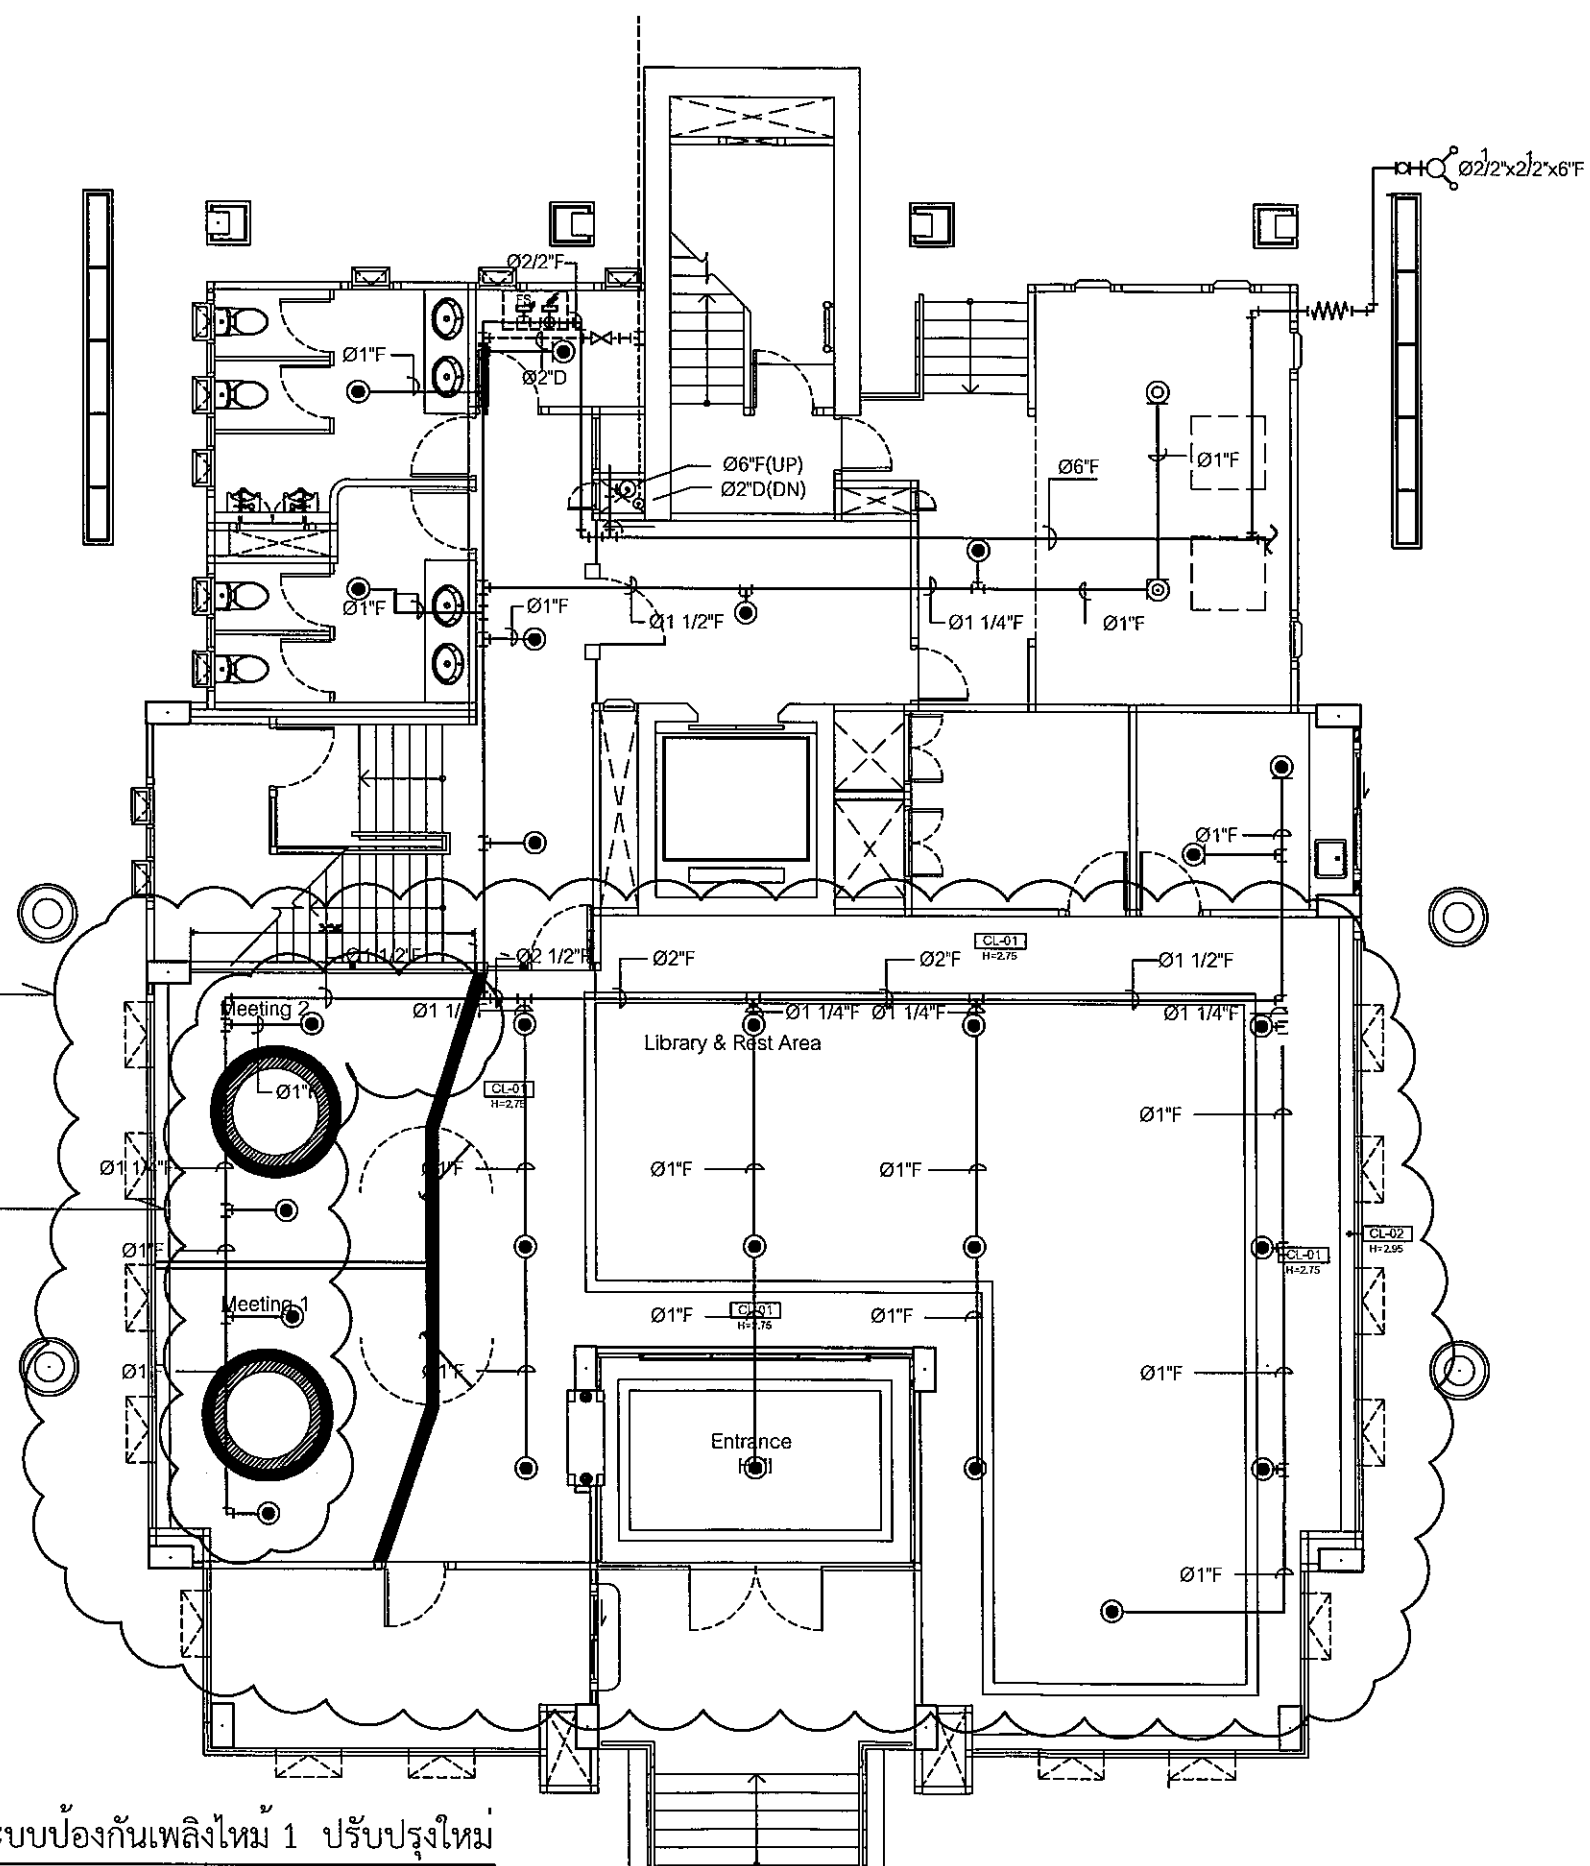 Ø2 1/2"x2 1/2"x6"F
Ø2/2"F
FS
Ø1"F
Ø2"D
Ø6"F(UP)
Ø2"D(DN)
Ø6"F
Ø1"F
Ø1"F
Ø1"F
Ø1 1/2"F
Ø1 1/4"F
Ø1"F
Ø1"F
Ø2 1/2"F
Ø2"F
Ø2"F
CL-01
H=2.75
Ø1 1/2"F
Meeting 2
Ø1 1/4"F
Ø1 1/4"F
Ø1 1/4"F
Library & Rest Area
CL-01
H=2.75
Ø1"F
Ø1"F
Ø1"F
Ø1"F
CL-02
H=2.95
Ø1"F
CL-01
H=2.75
Meeting 1
Ø1"F
CL-01
H=2.75
Ø1"F
Ø1"F
Entrance
Hall
Ø1"F
ระบบป้องกันเพลิงไหม้ 1 ปรับปรุงใหม่